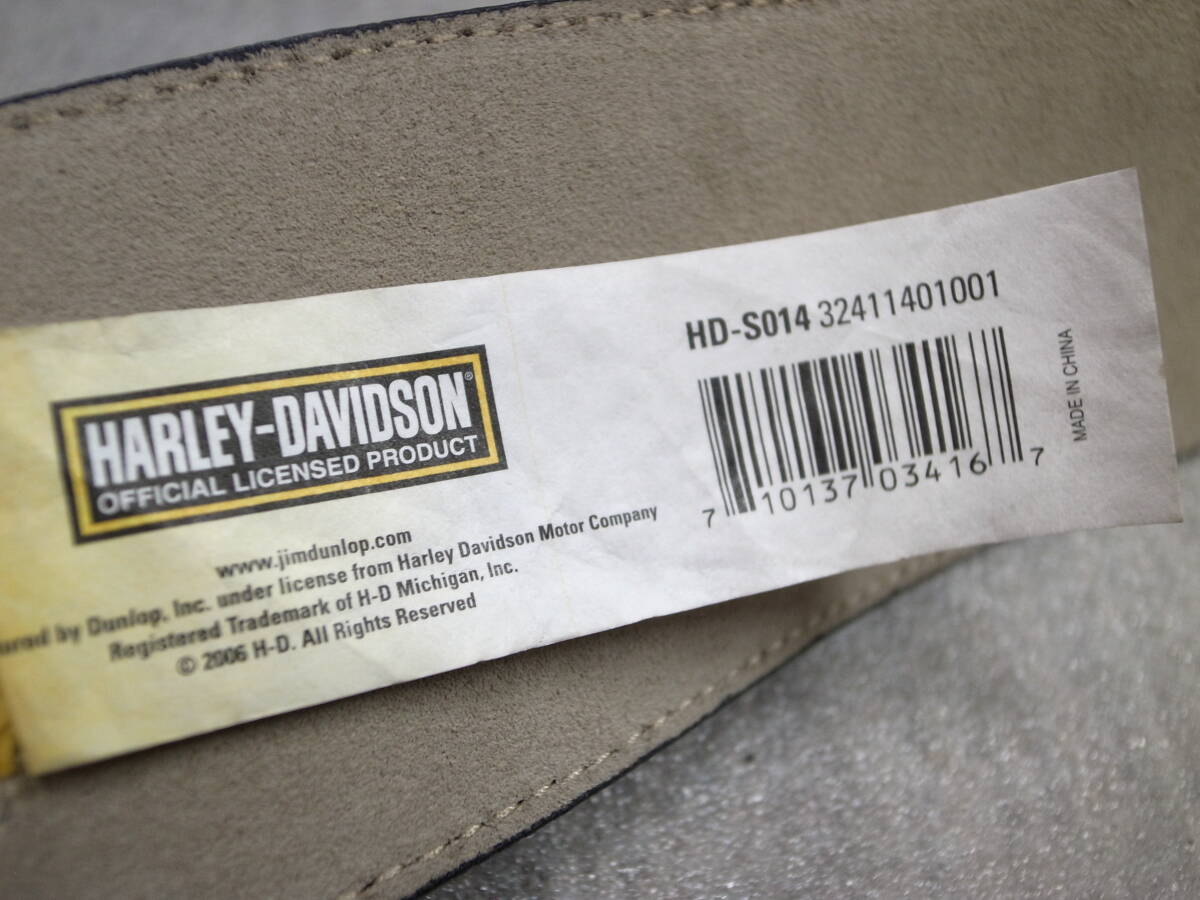 HARLEY-DAVIDSON®
OFFICIAL LICENSED PRODUCT
www.jimdunlop.com
by Dunlop, Inc. under license from Harley Davidson Motor Company
Registered Trademark of H-D Michigan, Inc.
© 2006 H-D. All Rights Reserved
HD-S014 32411401001
7 10137 03416 7
MADE IN CHINA